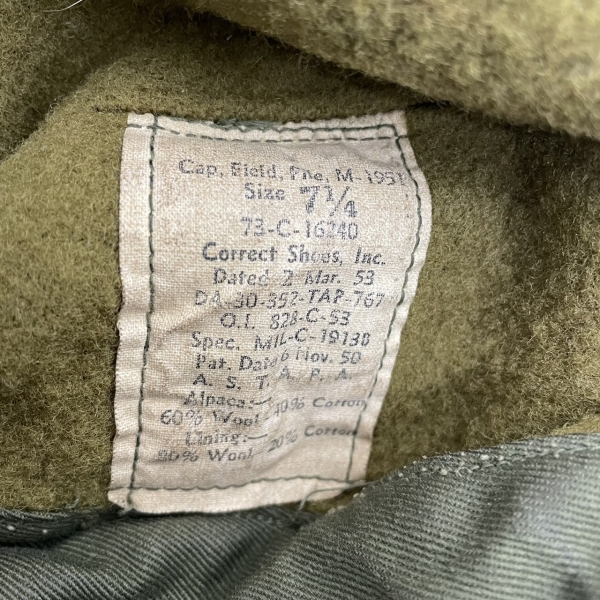 Cap, Field, Pile, M-1951
Size 7¼
73-C-16240
Correct Shoes, Inc.
Dated 2 Mar. 53
DA 30-352-TAP-767
O.I. 828-C-53
Spec. MIL-C-1913B
Pat. Date 6 Nov. 50
A. S. T. A. P. A.
Alpaca:—
60% Wool 40% Cotton
Lining:—
80% Wool 20% Cotton